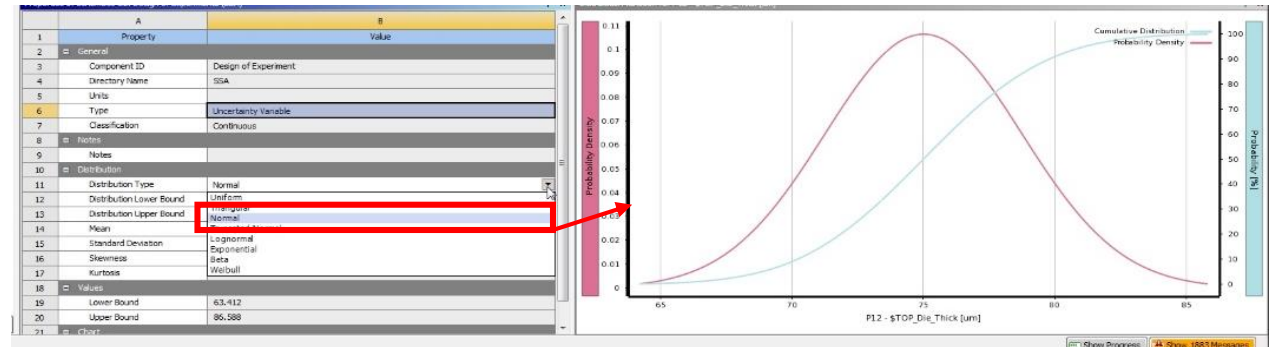 A B
1 Property Value
2 General
3 Component ID Design of Experiment
4 Directory Name SSA
5 Units
6 Type Uncertainty Variable
7 Classification Continuous
8 Notes
9 Notes
10 Distribution
11 Distribution Type Normal
12 Distribution Lower Bound Uniform
13 Distribution Upper Bound Normal
14 Mean Lognormal
15 Standard Deviation Exponential
16 Skewness Beta
17 Kurtosis Weibull
18 Values
19 Lower Bound 63.412
20 Upper Bound 86.588
21 Chart
Cumulative Distribution
Probability Density
Probability Density
0.11
0.1
0.09
0.08
0.07
0.06
0.05
0.04
0.03
0.02
0.01
0
100
90
80
70
60
50
40
30
20
10
0
Probability [%]
65 70 75 80 85
P12 - $TOP_Die_Thick [um]
Show Progress Show 1883 Messages